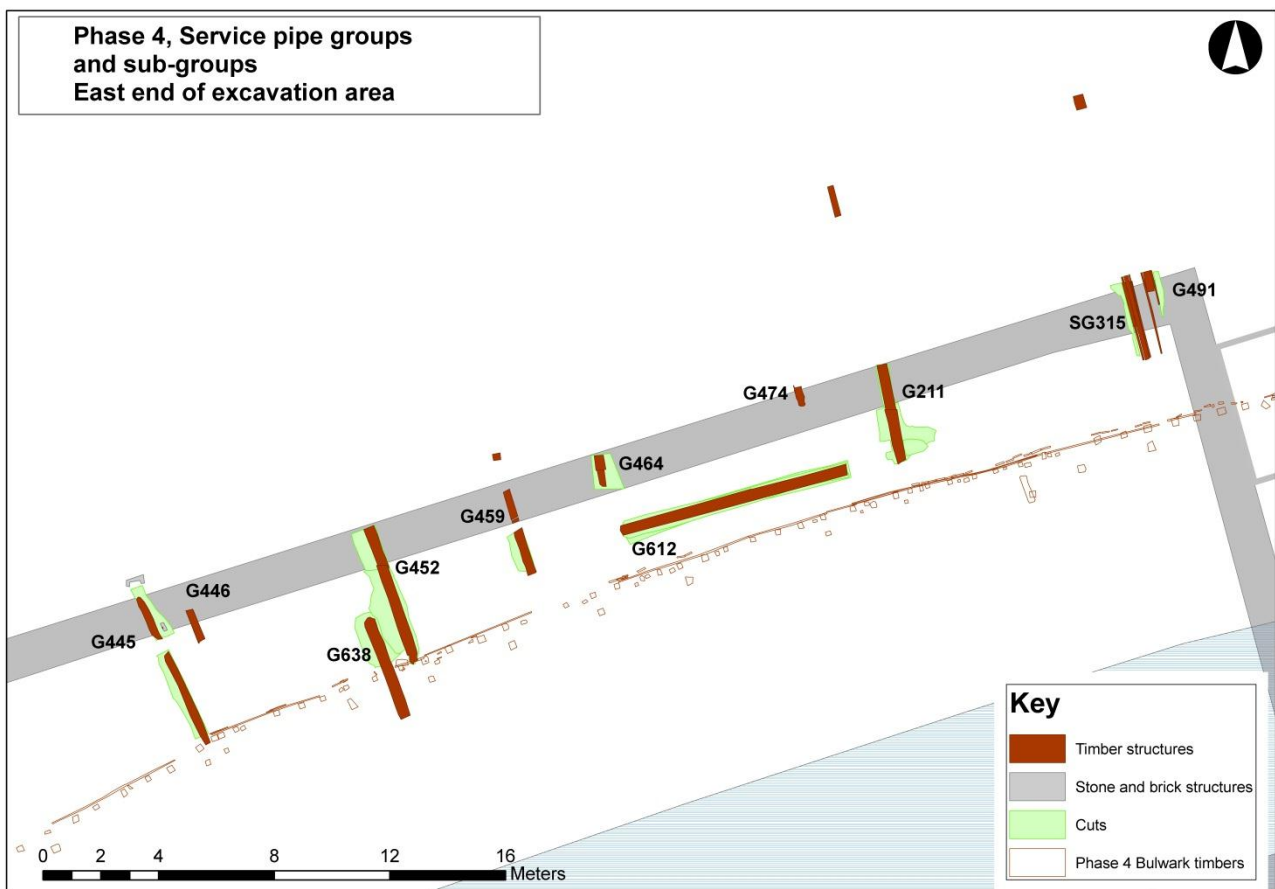 Phase 4, Service pipe groups
and sub-groups
East end of excavation area
G491
SG315
G474
G211
G464
G459
G612
G452
G446
G445
G638
Key
Timber structures
Stone and brick structures
Cuts
Phase 4 Bulwark timbers
0 2 4 8 12 16
Meters